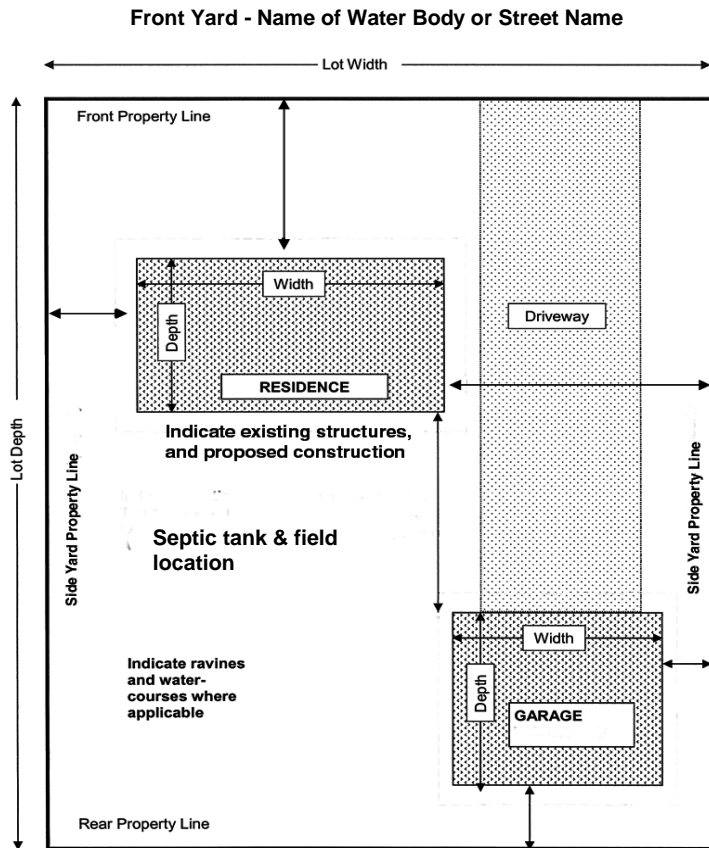 Front Yard - Name of Water Body or Street Name
Lot Width
Front Property Line
Width
Depth
Driveway
RESIDENCE
Indicate existing structures,
and proposed construction
Lot Depth
Side Yard Property Line
Side Yard Property Line
Septic tank & field
location
Width
Indicate ravines
and water-
courses where
applicable
Depth
GARAGE
Rear Property Line